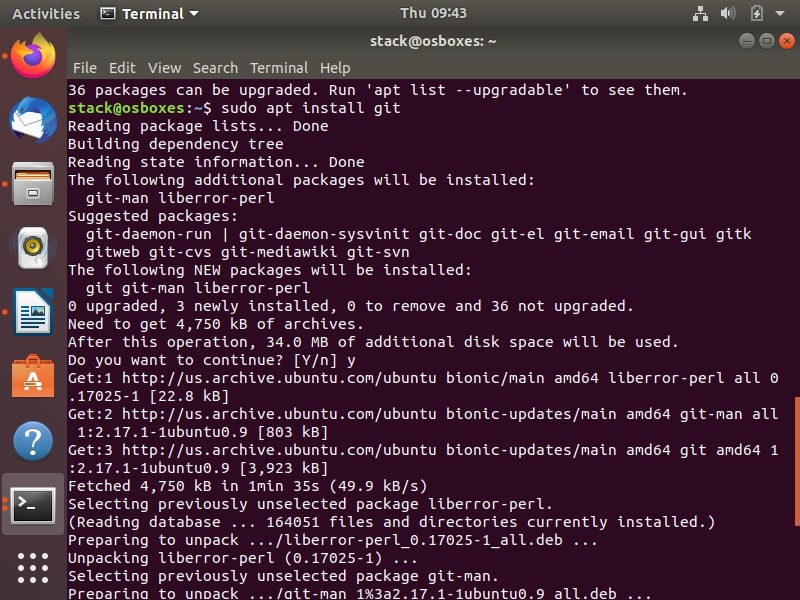 Activities Terminal Thu 09:43
stack@osboxes: ~
File Edit View Search Terminal Help
36 packages can be upgraded. Run 'apt list --upgradable' to see them.
stack@osboxes:~$ sudo apt install git
Reading package lists... Done
Building dependency tree
Reading state information... Done
The following additional packages will be installed:
  git-man liberror-perl
Suggested packages:
  git-daemon-run | git-daemon-sysvinit git-doc git-el git-email git-gui gitk
  gitweb git-cvs git-mediawiki git-svn
The following NEW packages will be installed:
  git git-man liberror-perl
0 upgraded, 3 newly installed, 0 to remove and 36 not upgraded.
Need to get 4,750 kB of archives.
After this operation, 34.0 MB of additional disk space will be used.
Do you want to continue? [Y/n] y
Get:1 http://us.archive.ubuntu.com/ubuntu bionic/main amd64 liberror-perl all 0
.17025-1 [22.8 kB]
Get:2 http://us.archive.ubuntu.com/ubuntu bionic-updates/main amd64 git-man all
 1:2.17.1-1ubuntu0.9 [803 kB]
Get:3 http://us.archive.ubuntu.com/ubuntu bionic-updates/main amd64 git amd64 1
:2.17.1-1ubuntu0.9 [3,923 kB]
Fetched 4,750 kB in 1min 35s (49.9 kB/s)
Selecting previously unselected package liberror-perl.
(Reading database ... 164051 files and directories currently installed.)
Preparing to unpack .../liberror-perl_0.17025-1_all.deb ...
Unpacking liberror-perl (0.17025-1) ...
Selecting previously unselected package git-man.
Preparing to unpack .../git-man_1%3a2.17.1-1ubuntu0.9_all.deb ...